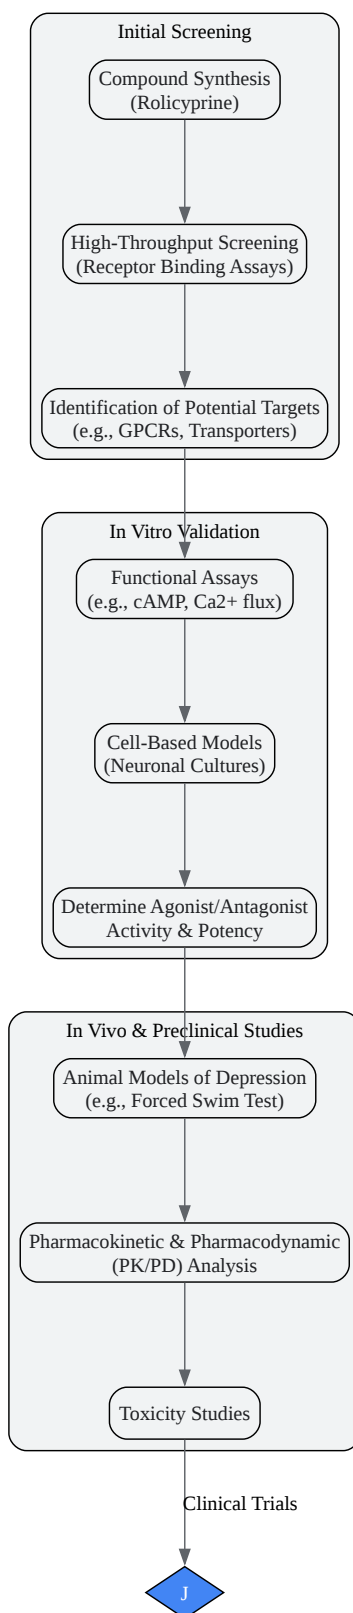 Initial Screening
Compound Synthesis
(Rolicyprine)
High-Throughput Screening
(Receptor Binding Assays)
Identification of Potential Targets
(e.g., GPCRs, Transporters)
In Vitro Validation
Functional Assays
(e.g., cAMP, Ca2+ flux)
Cell-Based Models
(Neuronal Cultures)
Determine Agonist/Antagonist
Activity & Potency
In Vivo & Preclinical Studies
Animal Models of Depression
(e.g., Forced Swim Test)
Pharmacokinetic & Pharmacodynamic
(PK/PD) Analysis
Toxicity Studies
Clinical Trials
J